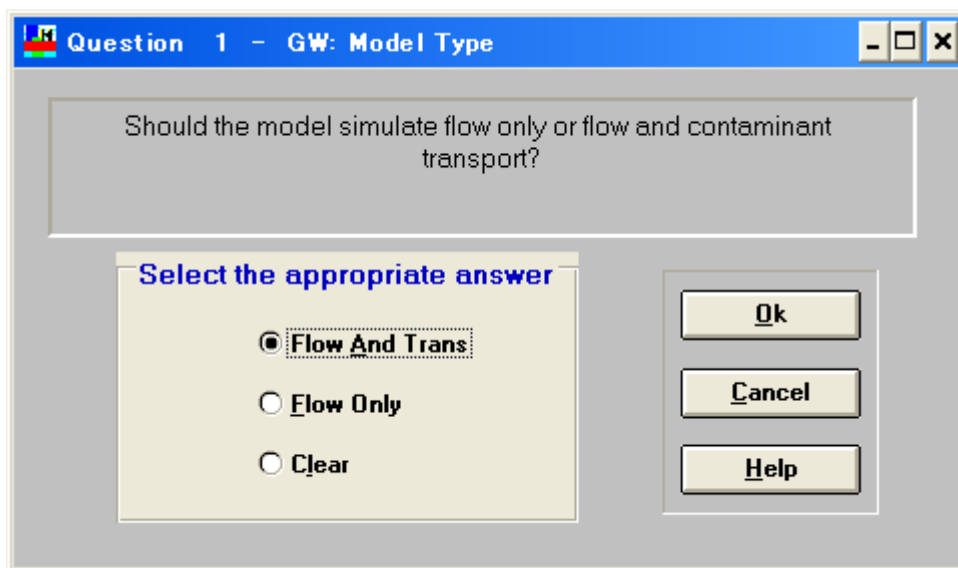 Question 1 - GW: Model Type
Should the model simulate flow only or flow and contaminant
transport?
Select the appropriate answer
Flow And Trans
Flow Only
Clear
Ok
Cancel
Help